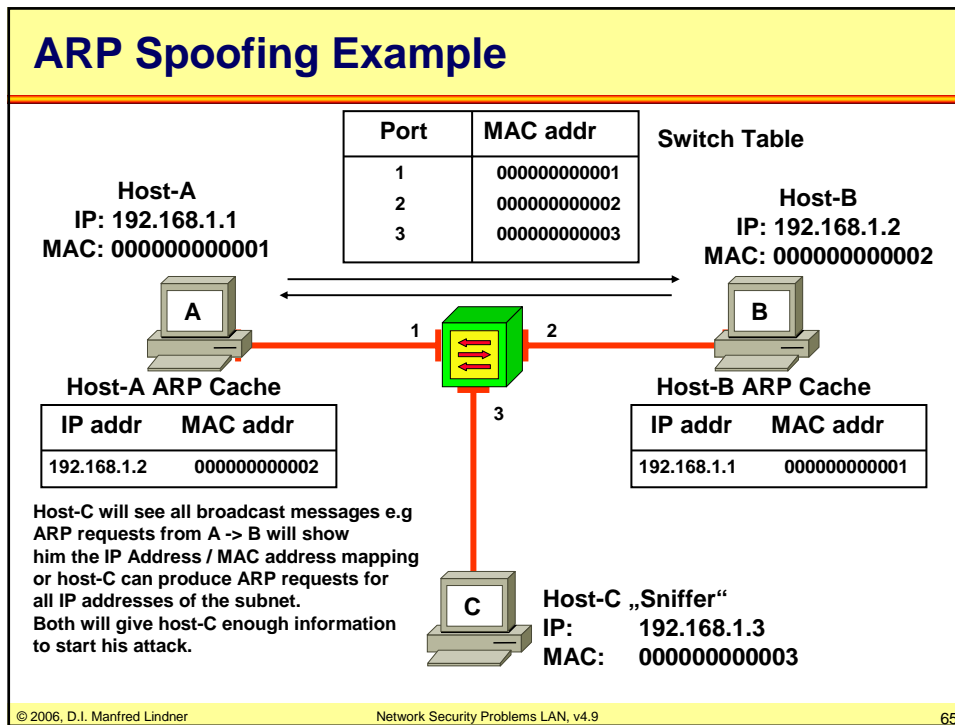 ARP Spoofing Example
Port MAC addr
1 000000000001
2 000000000002
3 000000000003
Switch Table
Host-A
IP: 192.168.1.1
MAC: 000000000001
Host-B
IP: 192.168.1.2
MAC: 000000000002
A
B
1
2
3
Host-A ARP Cache
IP addr MAC addr
192.168.1.2 000000000002
Host-B ARP Cache
IP addr MAC addr
192.168.1.1 000000000001
Host-C will see all broadcast messages e.g
ARP requests from A -> B will show
him the IP Address / MAC address mapping
or host-C can produce ARP requests for
all IP addresses of the subnet.
Both will give host-C enough information
to start his attack.
C
Host-C „Sniffer“
IP: 192.168.1.3
MAC: 000000000003
© 2006, D.I. Manfred Lindner
Network Security Problems LAN, v4.9
65